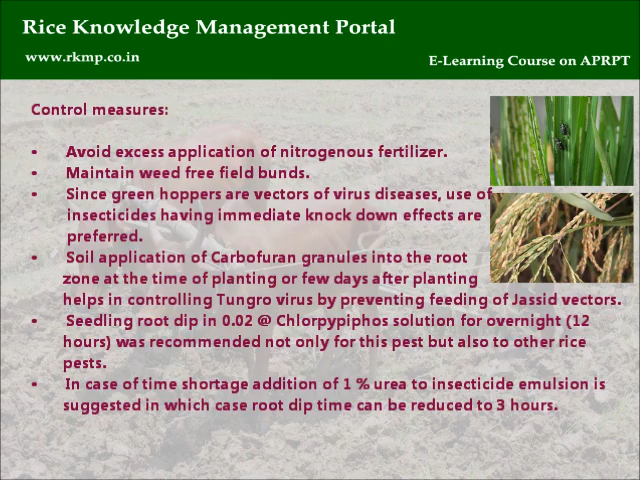 Rice Knowledge Management Portal
www.rkmp.co.in
E-Learning Course on APRPT
Control measures:
• Avoid excess application of nitrogenous fertilizer.
• Maintain weed free field bunds.
• Since green hoppers are vectors of virus diseases, use of
insecticides having immediate knock down effects are
preferred.
• Soil application of Carbofuran granules into the root
zone at the time of planting or few days after planting
helps in controlling Tungro virus by preventing feeding of Jassid vectors.
• Seedling root dip in 0.02 @ Chlorpypiphos solution for overnight (12
hours) was recommended not only for this pest but also to other rice
pests.
• In case of time shortage addition of 1 % urea to insecticide emulsion is
suggested in which case root dip time can be reduced to 3 hours.